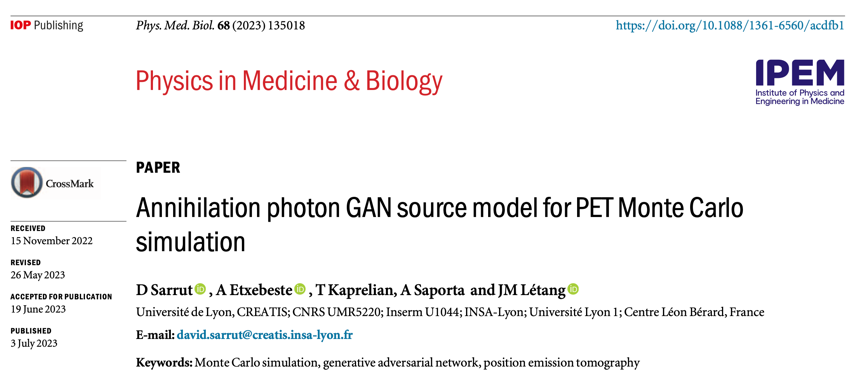 IOP Publishing
Phys. Med. Biol. 68 (2023) 135018
https://doi.org/10.1088/1361-6560/acdfb1
Physics in Medicine & Biology
IPEM
Institute of Physics and
Engineering in Medicine
CrossMark
RECEIVED
15 November 2022
REVISED
26 May 2023
ACCEPTED FOR PUBLICATION
19 June 2023
PUBLISHED
3 July 2023
PAPER
Annihilation photon GAN source model for PET Monte Carlo
simulation
D Sarrut iD, A Etxebeste iD, T Kaprelian, A Saporta and JM Létang iD
Université de Lyon, CREATIS; CNRS UMR5220; Inserm U1044; INSA-Lyon; Université Lyon 1; Centre Léon Bérard, France
E-mail: david.sarrut@creatis.insa-lyon.fr
Keywords: Monte Carlo simulation, generative adversarial network, position emission tomography